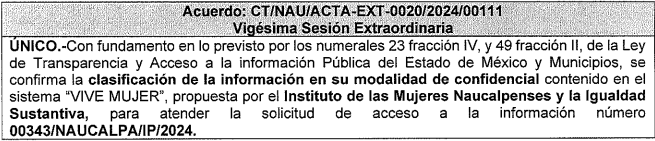 Acuerdo: CT/NAU/ACTA-EXT-0020/2024/00111
Vigésima Sesión Extraordinaria
ÚNICO.-Con fundamento en lo previsto por los numerales 23 fracción IV, y 49 fracción II, de la Ley
de Transparencia y Acceso a la información Pública del Estado de México y Municipios, se
confirma la clasificación de la información en su modalidad de confidencial contenido en el
sistema "VIVE MUJER", propuesta por el Instituto de las Mujeres Naucalpenses y la Igualdad
Sustantiva, para atender la solicitud de acceso a la información número
00343/NAUCALPA/IP/2024.